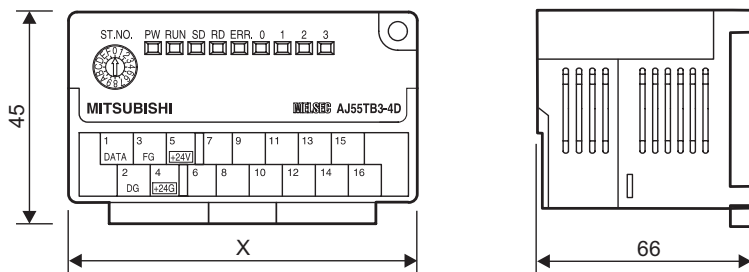 ST.NO. PW RUN SD RD ERR. 0 1 2 3
0123456789ABCDEF
MITSUBISHI MELSEC AJ55TB3-4D
1 3 5 7 9 11 13 15
DATA FG +24V
2 4 6 8 10 12 14 16
DG +24G
45
X
66